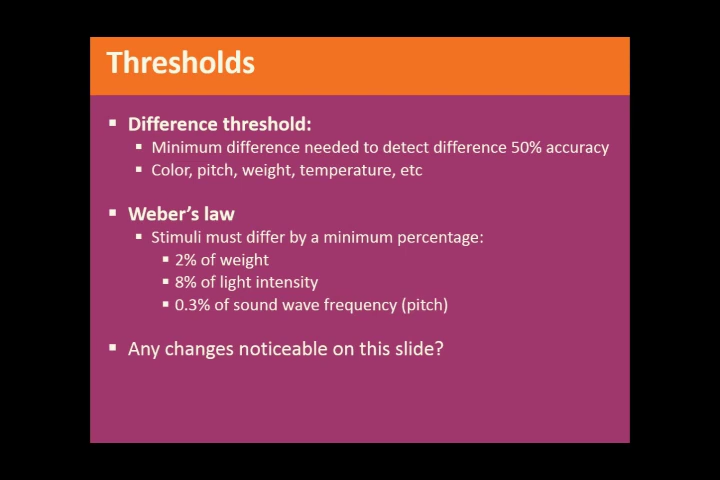 Thresholds
Difference threshold:
Minimum difference needed to detect difference 50% accuracy
Color, pitch, weight, temperature, etc
Weber's law
Stimuli must differ by a minimum percentage:
2% of weight
8% of light intensity
0.3% of sound wave frequency (pitch)
Any changes noticeable on this slide?